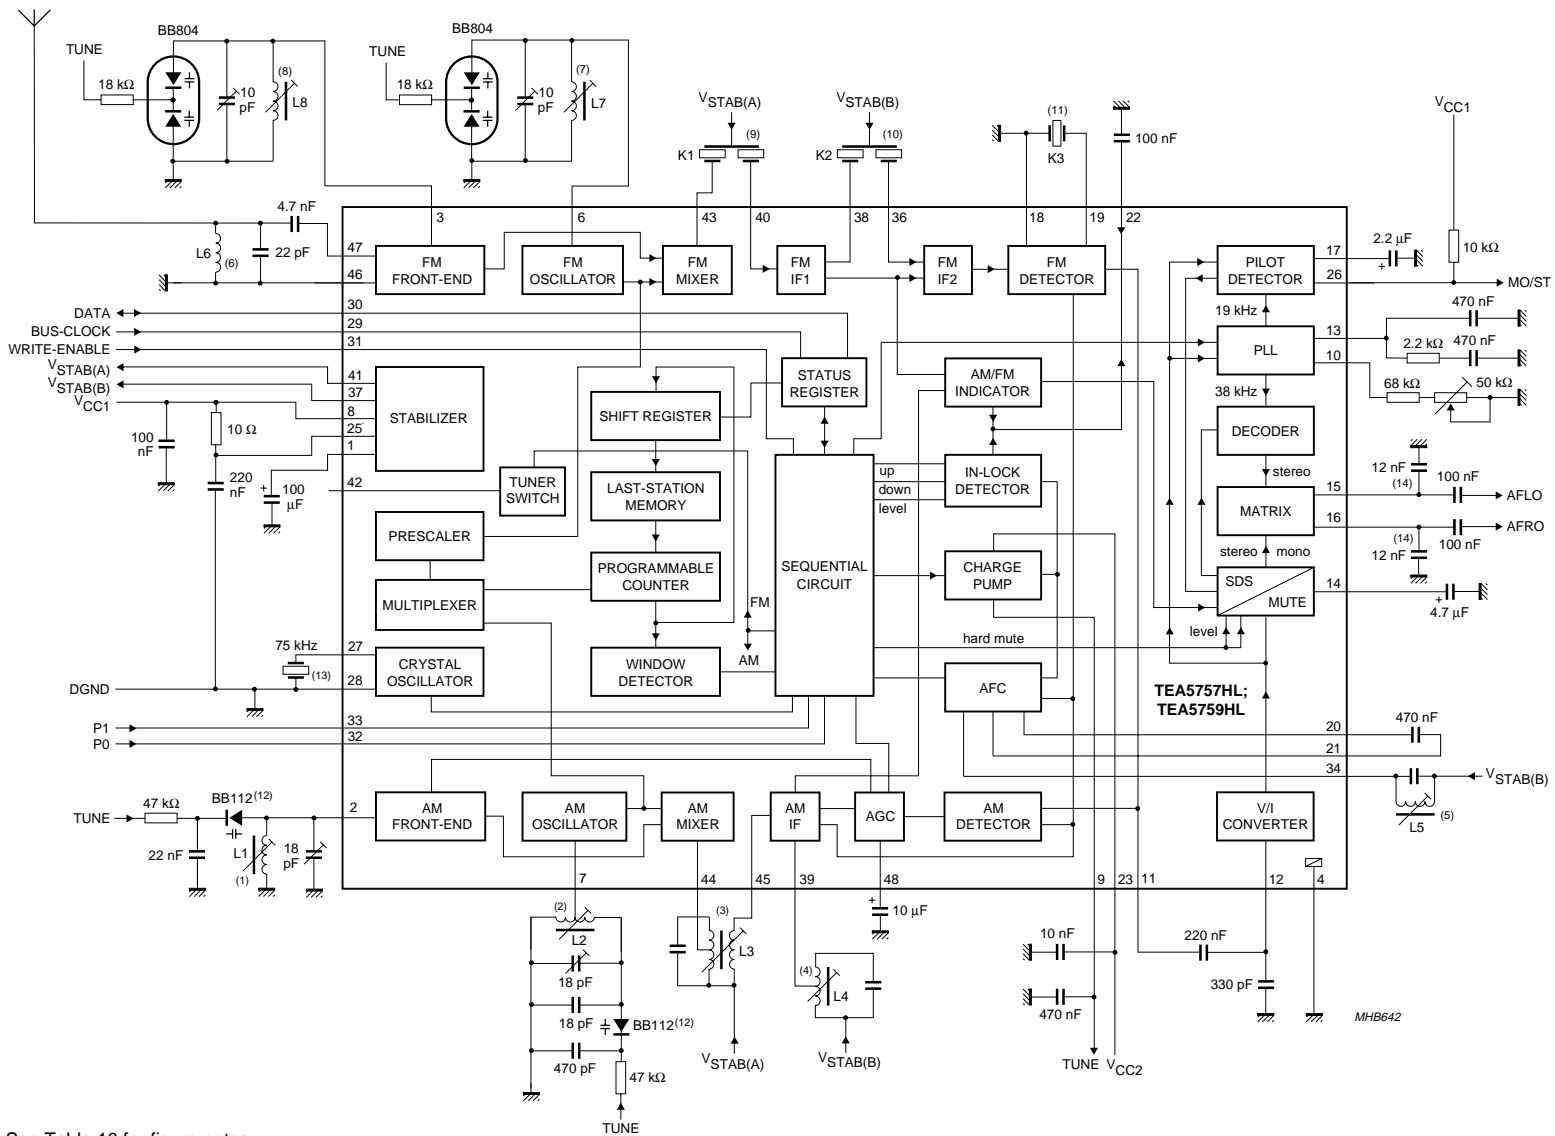 BB804
TUNE
18 kΩ
10 pF
(8)
L8
BB804
TUNE
18 kΩ
10 pF
(7)
L7
VSTAB(A)
(9)
K1
VSTAB(B)
(10)
K2
(11)
K3
100 nF
VCC1
10 kΩ
4.7 nF
L6
(6)
22 pF
3
6
43
40
38
36
18
19
22
47
46
FM FRONT-END
FM OSCILLATOR
FM MIXER
FM IF1
FM IF2
FM DETECTOR
PILOT DETECTOR
17
26
2.2 µF
MO/ST
DATA
30
BUS-CLOCK
29
WRITE-ENABLE
31
VSTAB(A)
41
VSTAB(B)
37
VCC1
8
25
1
42
100 nF
10 Ω
220 nF
100 µF
STABILIZER
TUNER SWITCH
PRESCALER
MULTIPLEXER
SHIFT REGISTER
LAST-STATION MEMORY
PROGRAMMABLE COUNTER
WINDOW DETECTOR
STATUS REGISTER
SEQUENTIAL CIRCUIT
FM
AM
AM/FM INDICATOR
up
down
level
IN-LOCK DETECTOR
CHARGE PUMP
hard mute
AFC
19 kHz
PLL
13
10
470 nF
2.2 kΩ
470 nF
68 kΩ
50 kΩ
38 kHz
DECODER
stereo
MATRIX
15
16
12 nF
(14)
100 nF
AFLO
AFRO
(14)
12 nF
100 nF
stereo
mono
SDS
MUTE
14
4.7 µF
level
TEA5757HL;
TEA5759HL
75 kHz
(13)
27
28
CRYSTAL OSCILLATOR
DGND
P1
33
P0
32
20
21
34
470 nF
VSTAB(B)
L5
(5)
TUNE
47 kΩ
BB112(12)
2
22 nF
L1
(1)
18 pF
AM FRONT-END
AM OSCILLATOR
AM MIXER
AM IF
AGC
AM DETECTOR
V/I CONVERTER
7
44
45
39
48
9
23
11
12
4
(2)
L2
18 pF
18 pF
BB112(12)
470 pF
47 kΩ
TUNE
(3)
L3
VSTAB(A)
(4)
L4
VSTAB(B)
10 µF
10 nF
470 nF
TUNE
VCC2
220 nF
330 pF
MHB642